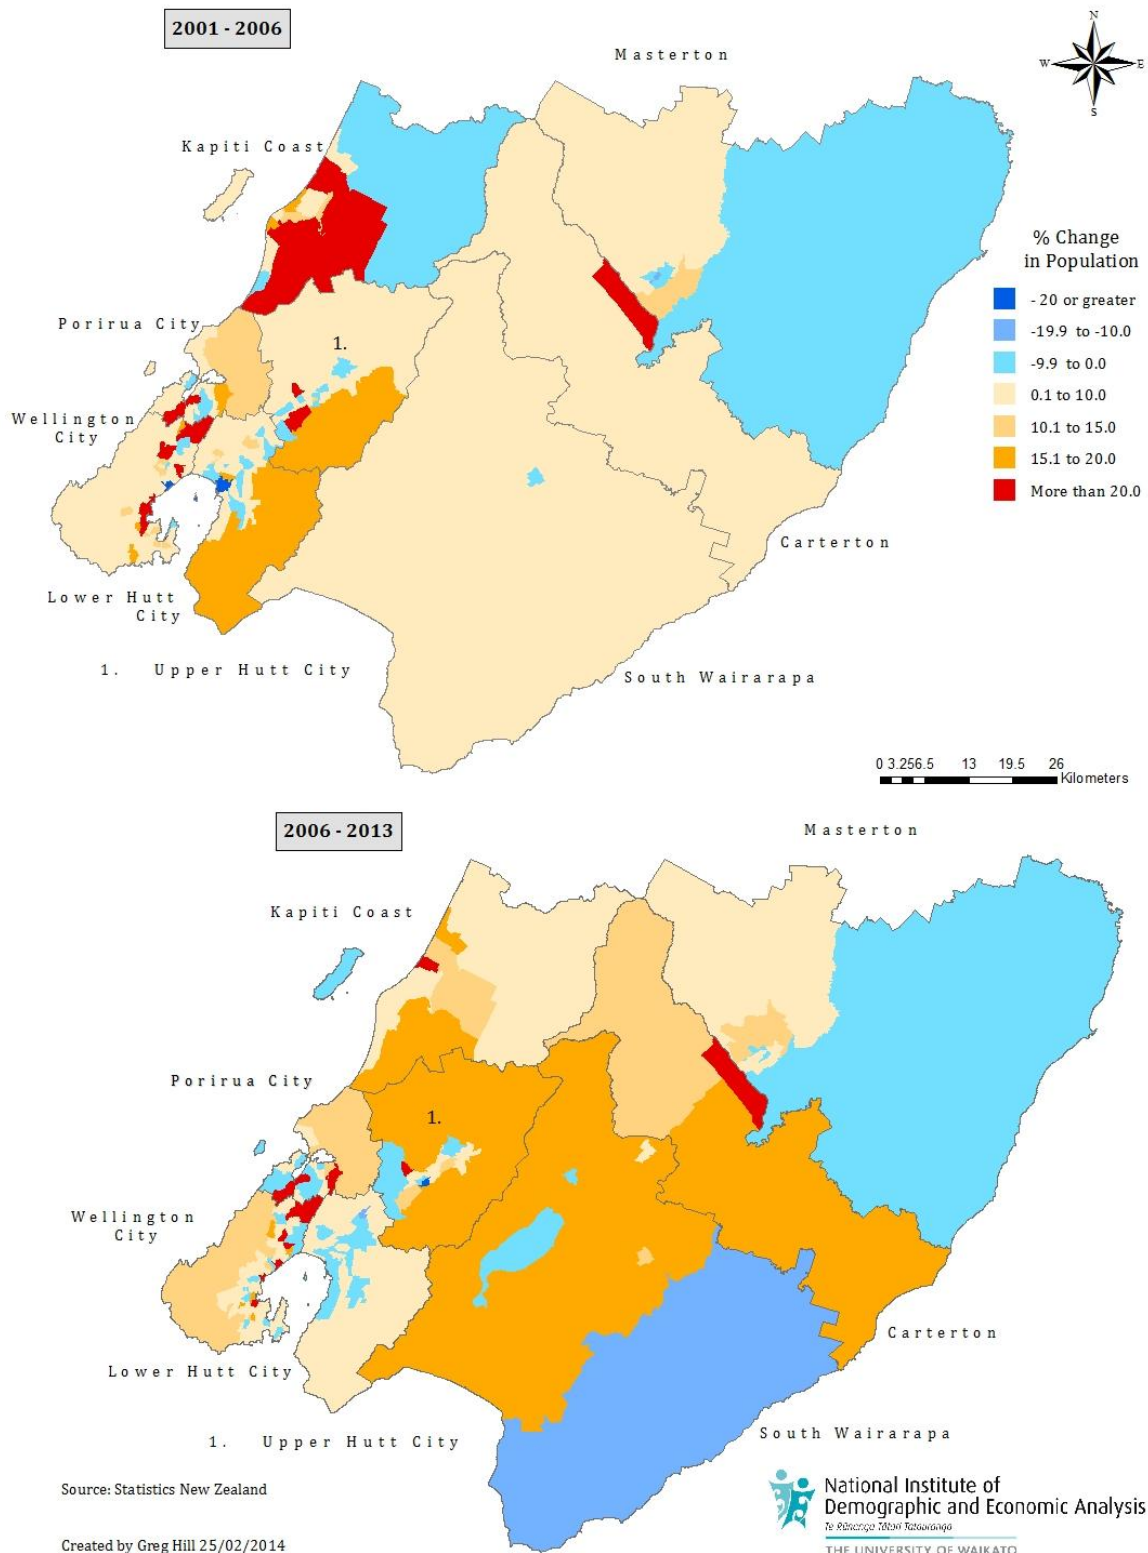 2001 - 2006
N
W E
S
Masterton
Kapiti Coast
Porirua City
1.
Wellington
City
Lower Hutt
City
1. Upper Hutt City
Carterton
South Wairarapa
% Change
in Population
- 20 or greater
-19.9 to -10.0
-9.9 to 0.0
0.1 to 10.0
10.1 to 15.0
15.1 to 20.0
More than 20.0
0 3.256.5 13 19.5 26
Kilometers
2006 - 2013
Masterton
Kapiti Coast
Porirua City
1.
Wellington
City
Lower Hutt City
Carterton
1. Upper Hutt City
South Wairarapa
Source: Statistics New Zealand
Created by Greg Hill 25/02/2014
National Institute of
Demographic and Economic Analysis
THE UNIVERSITY OF WAIKATO